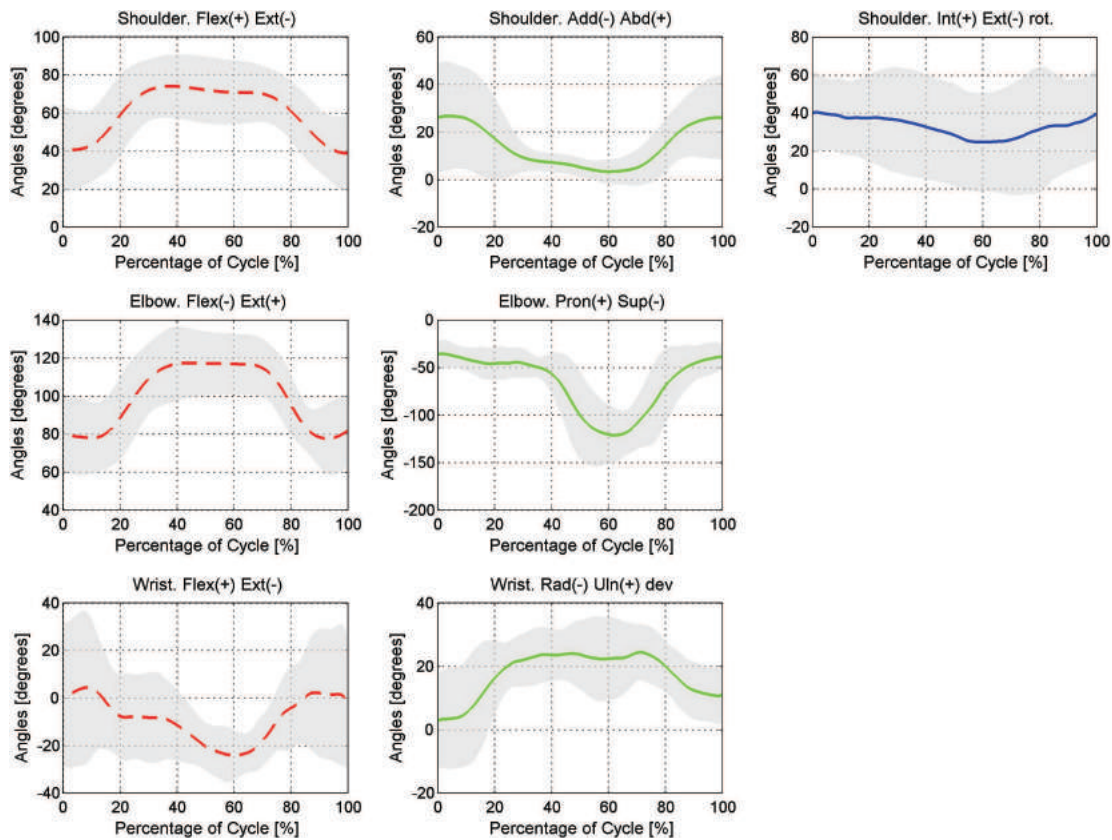 Shoulder. Flex(+) Ext(-)
100
80
60
40
20
0
Angles [degrees]
0 20 40 60 80 100
Percentage of Cycle [%]
Shoulder. Add(-) Abd(+)
60
40
20
0
-20
Angles [degrees]
0 20 40 60 80 100
Percentage of Cycle [%]
Shoulder. Int(+) Ext(-) rot.
80
60
40
20
0
-20
Angles [degrees]
0 20 40 60 80 100
Percentage of Cycle [%]
Elbow. Flex(-) Ext(+)
140
120
100
80
60
40
Angles [degrees]
0 20 40 60 80 100
Percentage of Cycle [%]
Elbow. Pron(+) Sup(-)
0
-50
-100
-150
-200
Angles [degrees]
0 20 40 60 80 100
Percentage of Cycle [%]
Wrist. Flex(+) Ext(-)
40
20
0
-20
-40
Angles [degrees]
0 20 40 60 80 100
Percentage of Cycle [%]
Wrist. Rad(-) Uln(+) dev
40
20
0
-20
Angles [degrees]
0 20 40 60 80 100
Percentage of Cycle [%]